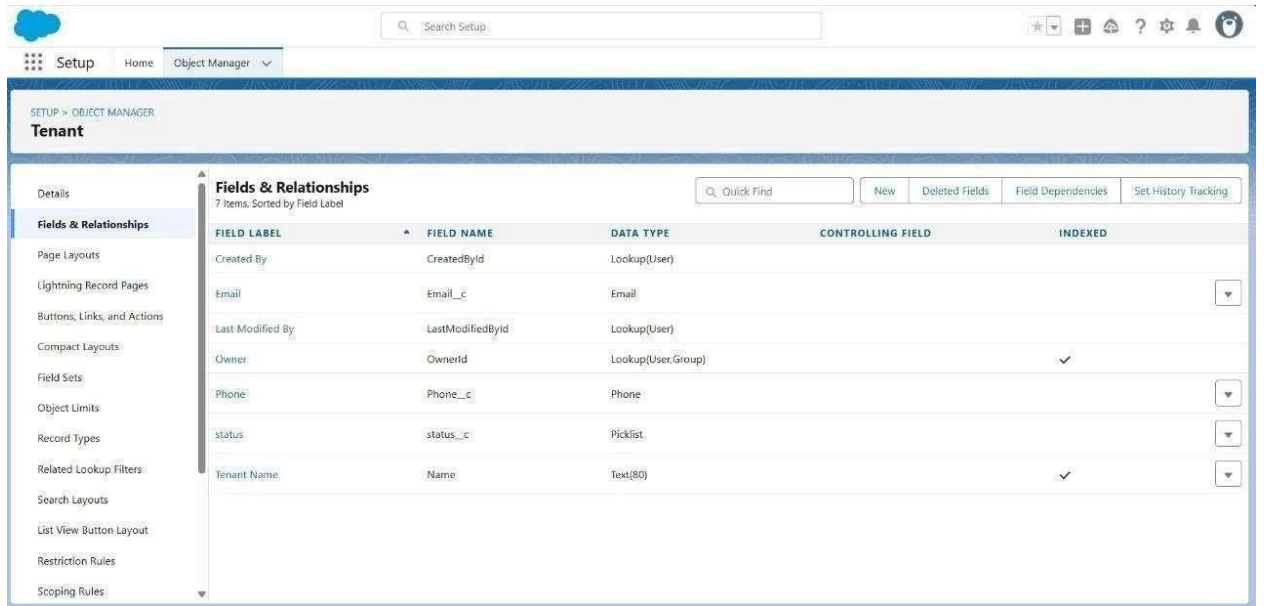 Search Setup
Setup Home Object Manager
SETUP > OBJECT MANAGER
Tenant
Details
Fields & Relationships
Page Layouts
Lightning Record Pages
Buttons, Links, and Actions
Compact Layouts
Field Sets
Object Limits
Record Types
Related Lookup Filters
Search Layouts
List View Button Layout
Restriction Rules
Scoping Rules
Fields & Relationships
7 Items, Sorted by Field Label
Quick Find
New Deleted Fields Field Dependencies Set History Tracking
FIELD LABEL FIELD NAME DATA TYPE CONTROLLING FIELD INDEXED
Created By CreatedById Lookup(User)
Email Email__c Email
Last Modified By LastModifiedById Lookup(User)
Owner OwnerId Lookup(User,Group)
Phone Phone__c Phone
status status__c Picklist
Tenant Name Name Text(80)